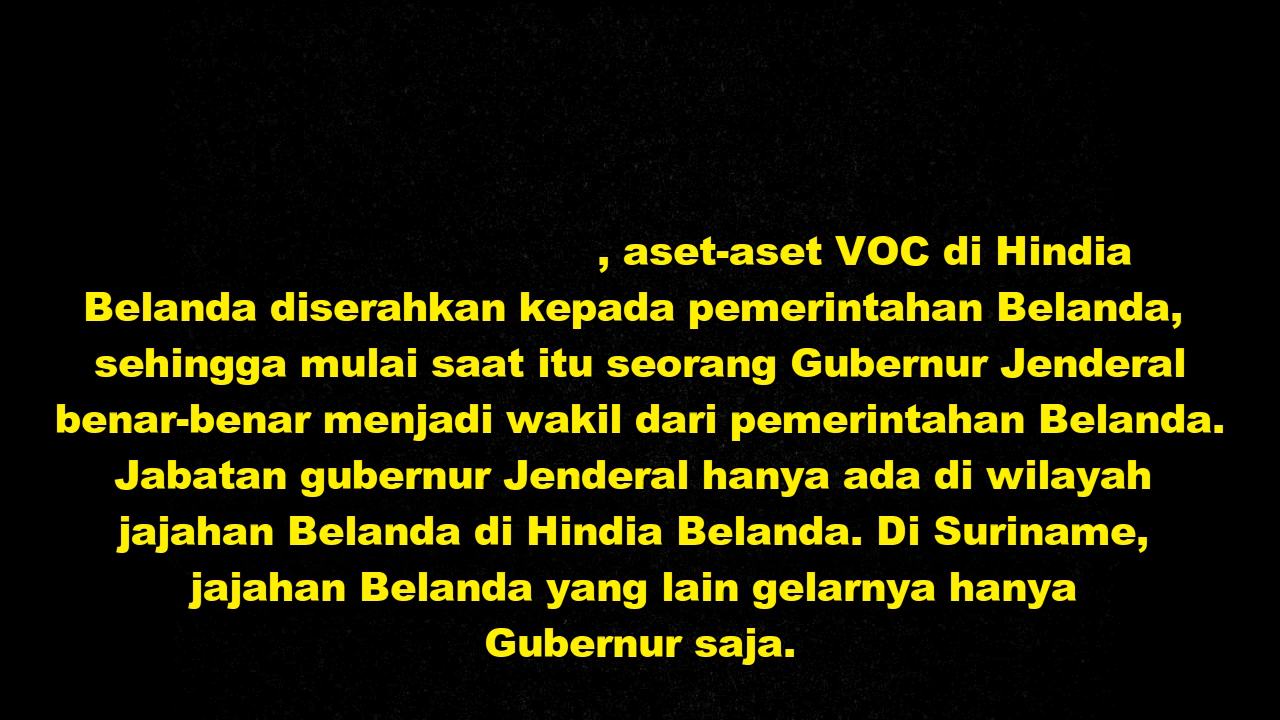 , aset-aset VOC di Hindia
Belanda diserahkan kepada pemerintahan Belanda,
sehingga mulai saat itu seorang Gubernur Jenderal
benar-benar menjadi wakil dari pemerintahan Belanda.
Jabatan gubernur Jenderal hanya ada di wilayah
jajahan Belanda di Hindia Belanda. Di Suriname,
jajahan Belanda yang lain gelarnya hanya
Gubernur saja.